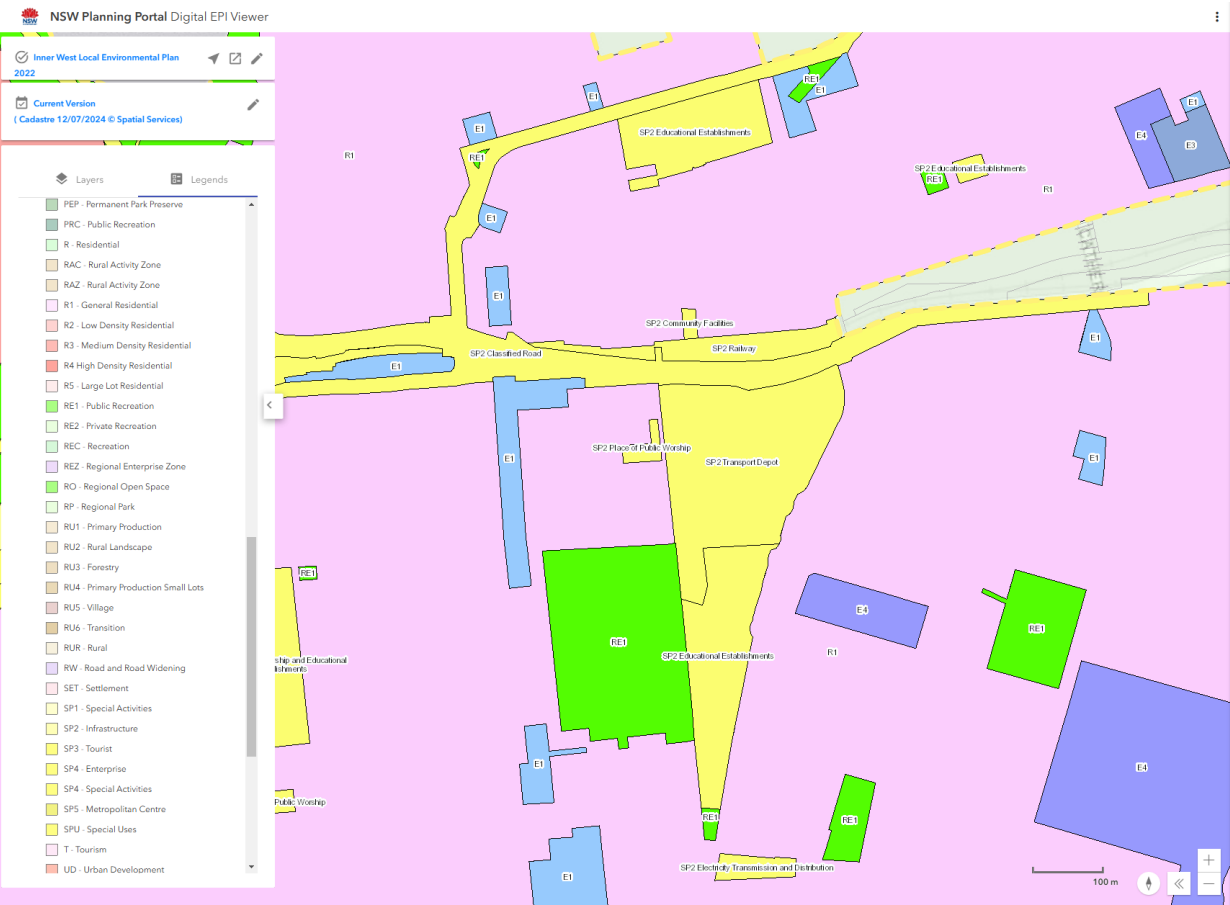 NSW
NSW Planning Portal Digital EPI Viewer
Inner West Local Environmental Plan
2022
Current Version
( Cadastre 12/07/2024 © Spatial Services)
Layers
Legends
PEP - Permanent Park Preserve
PRC - Public Recreation
R - Residential
RAC - Rural Activity Zone
RAZ - Rural Activity Zone
R1 - General Residential
R2 - Low Density Residential
R3 - Medium Density Residential
R4 High Density Residential
R5 - Large Lot Residential
RE1 - Public Recreation
RE2 - Private Recreation
REC - Recreation
REZ - Regional Enterprise Zone
RO - Regional Open Space
RP - Regional Park
RU1 - Primary Production
RU2 - Rural Landscape
RU3 - Forestry
RU4 - Primary Production Small Lots
RU5 - Village
RU6 - Transition
RUR - Rural
RW - Road and Road Widening
SET - Settlement
SP1 - Special Activities
SP2 - Infrastructure
SP3 - Tourist
SP4 - Enterprise
SP4 - Special Activities
SP5 - Metropolitan Centre
SPU - Special Uses
T - Tourism
UD - Urban Development
RE1
E1
E1
E1
E1
SP2 Educational Establishments
E4
E3
R1
RE1
SP2 Educational Establishments
RE1
R1
E1
E1
SP2 Community Facilities
E1
SP2 Classified Road
SP2 Railway
E1
SP2 Place of Public Worship
E1
SP2 Transport Depot
E1
RE1
E4
RE1
RE1
R1
SP2 Educational Establishments
ship and Educational
lishments
E1
E4
Public Worship
RE1
RE1
SP2 Electricity Transmission and Distribution
E1
100 m